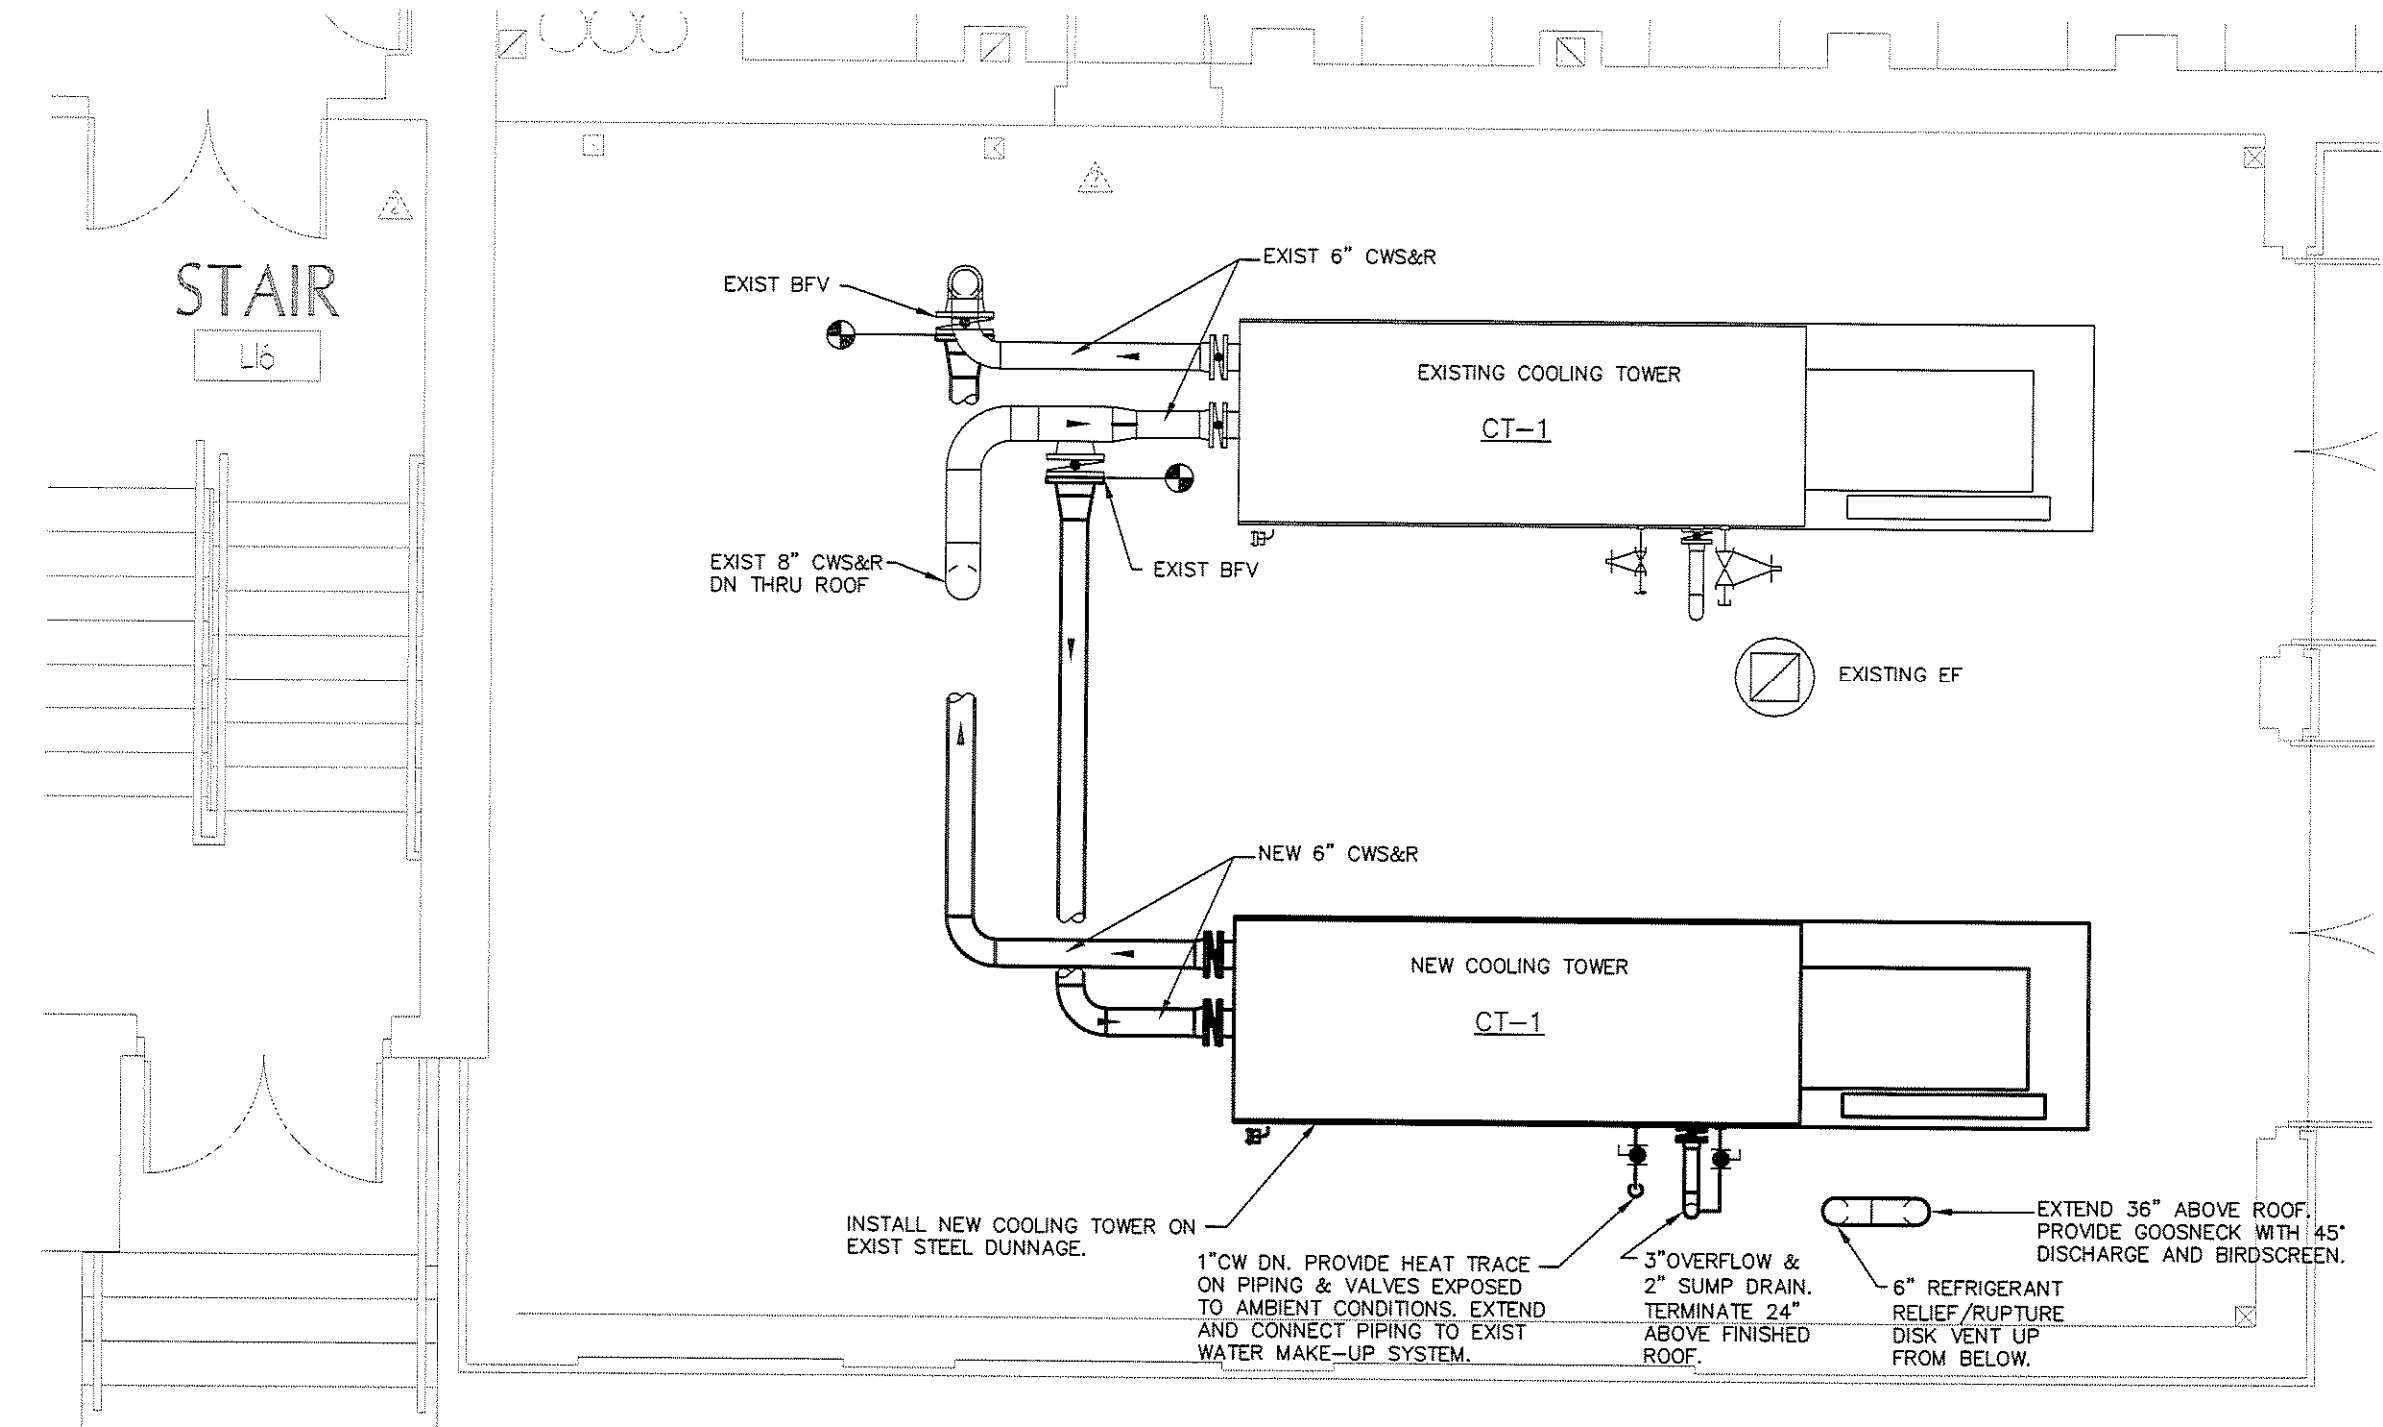 2
2
STAIR
L16
EXIST 6" CWS&R
EXIST BFV
EXISTING COOLING TOWER
CT-1
EXIST 8" CWS&R
DN THRU ROOF
EXIST BFV
EXISTING EF
NEW 6" CWS&R
NEW COOLING TOWER
CT-1
INSTALL NEW COOLING TOWER ON
EXIST STEEL DUNNAGE.
1"CW DN. PROVIDE HEAT TRACE
ON PIPING & VALVES EXPOSED
TO AMBIENT CONDITIONS. EXTEND
AND CONNECT PIPING TO EXIST
WATER MAKE-UP SYSTEM.
3"OVERFLOW &
2" SUMP DRAIN.
TERMINATE 24"
ABOVE FINISHED
ROOF.
6" REFRIGERANT
RELIEF/RUPTURE
DISK VENT UP
FROM BELOW.
EXTEND 36" ABOVE ROOF.
PROVIDE GOOSNECK WITH 45°
DISCHARGE AND BIRDSCREEN.